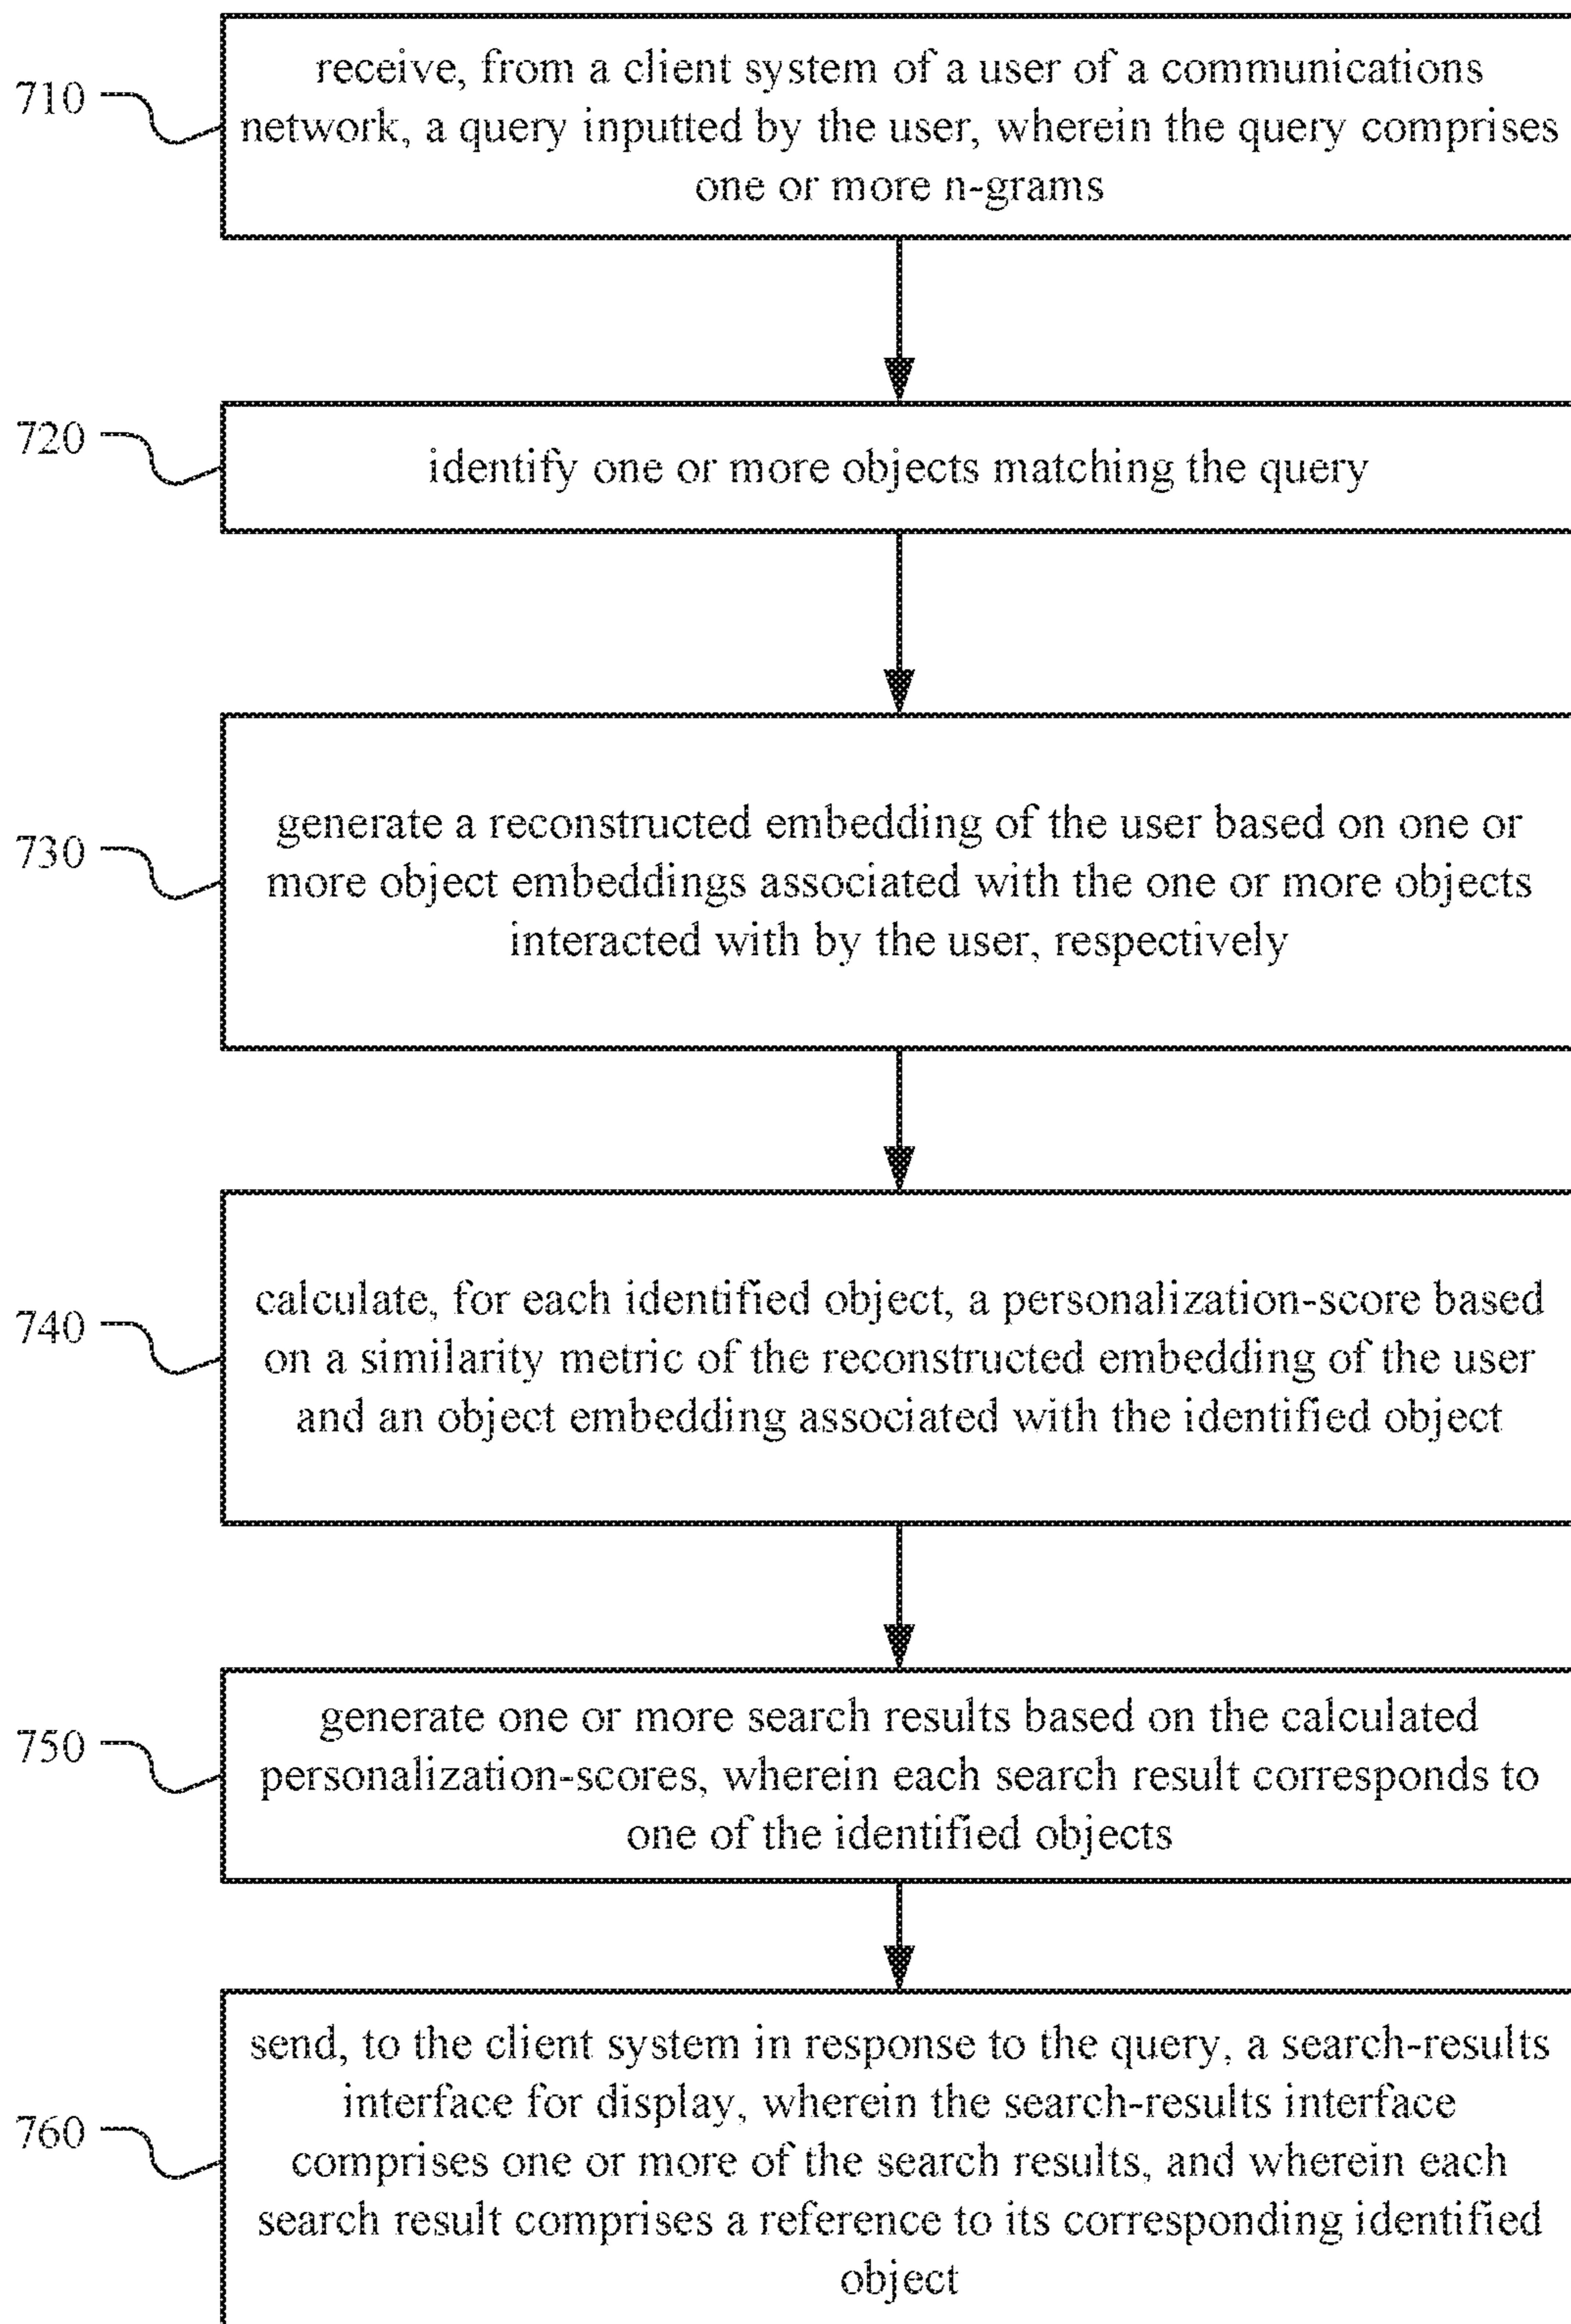 710
receive, from a client system of a user of a communications
network, a query inputted by the user, wherein the query comprises
one or more n-grams
720
identify one or more objects matching the query
730
generate a reconstructed embedding of the user based on one or
more object embeddings associated with the one or more objects
interacted with by the user, respectively
740
calculate, for each identified object, a personalization-score based
on a similarity metric of the reconstructed embedding of the user
and an object embedding associated with the identified object
750
generate one or more search results based on the calculated
personalization-scores, wherein each search result corresponds to
one of the identified objects
760
send, to the client system in response to the query, a search-results
interface for display, wherein the search-results interface
comprises one or more of the search results, and wherein each
search result comprises a reference to its corresponding identified
object